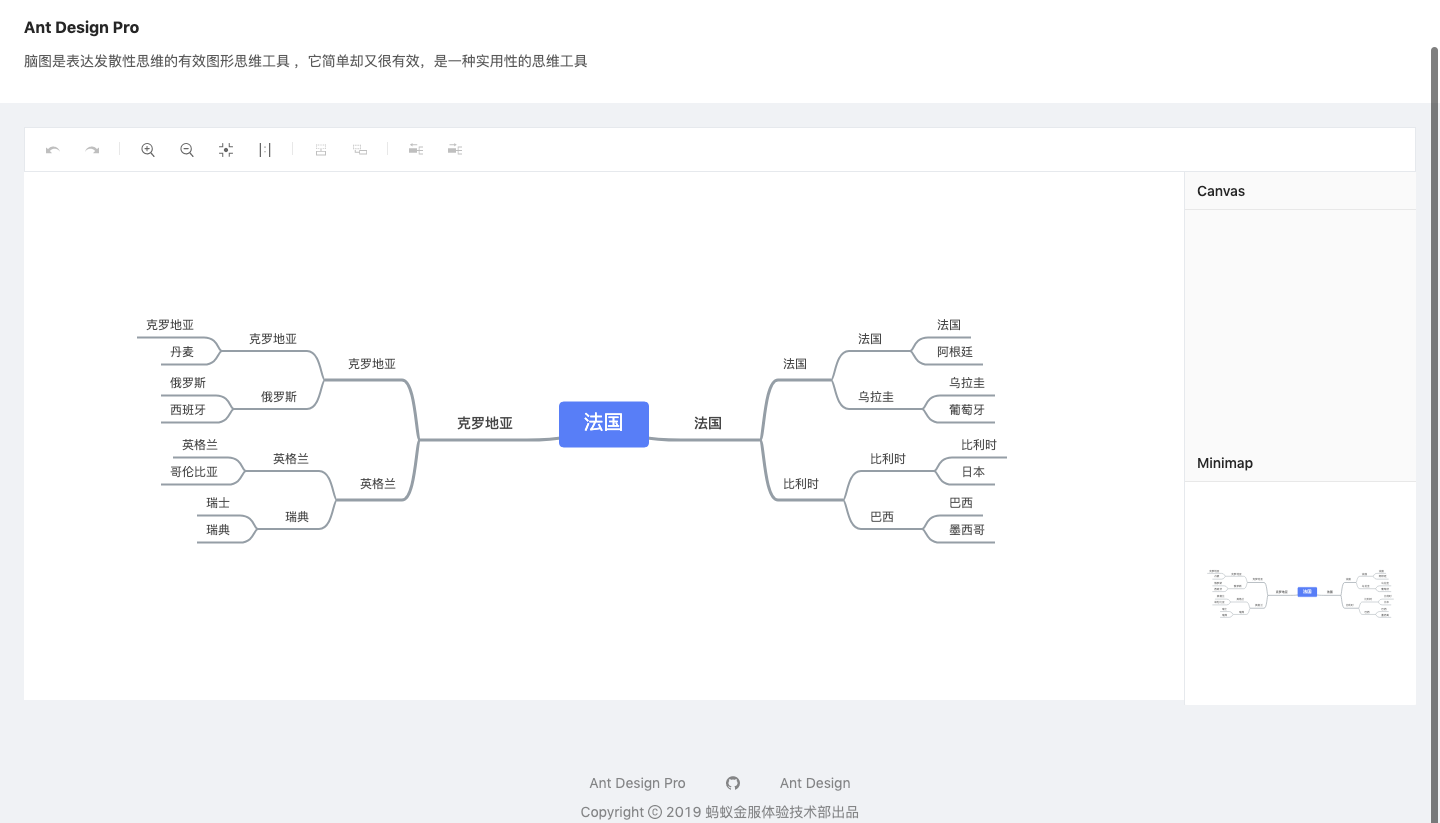 Ant Design Pro
脑图是表达发散性思维的有效图形思维工具 ，它简单却又很有效，是一种实用性的思维工具
Canvas
克罗地亚
丹麦
克罗地亚
俄罗斯
西班牙
俄罗斯
克罗地亚
英格兰
哥伦比亚
英格兰
瑞士
瑞典
瑞典
英格兰
克罗地亚
法国
法国
法国
法国
法国
阿根廷
乌拉圭
乌拉圭
葡萄牙
比利时
比利时
比利时
日本
巴西
巴西
墨西哥
Minimap
法国
Ant Design Pro
Ant Design
Copyright © 2019 蚂蚁金服体验技术部出品